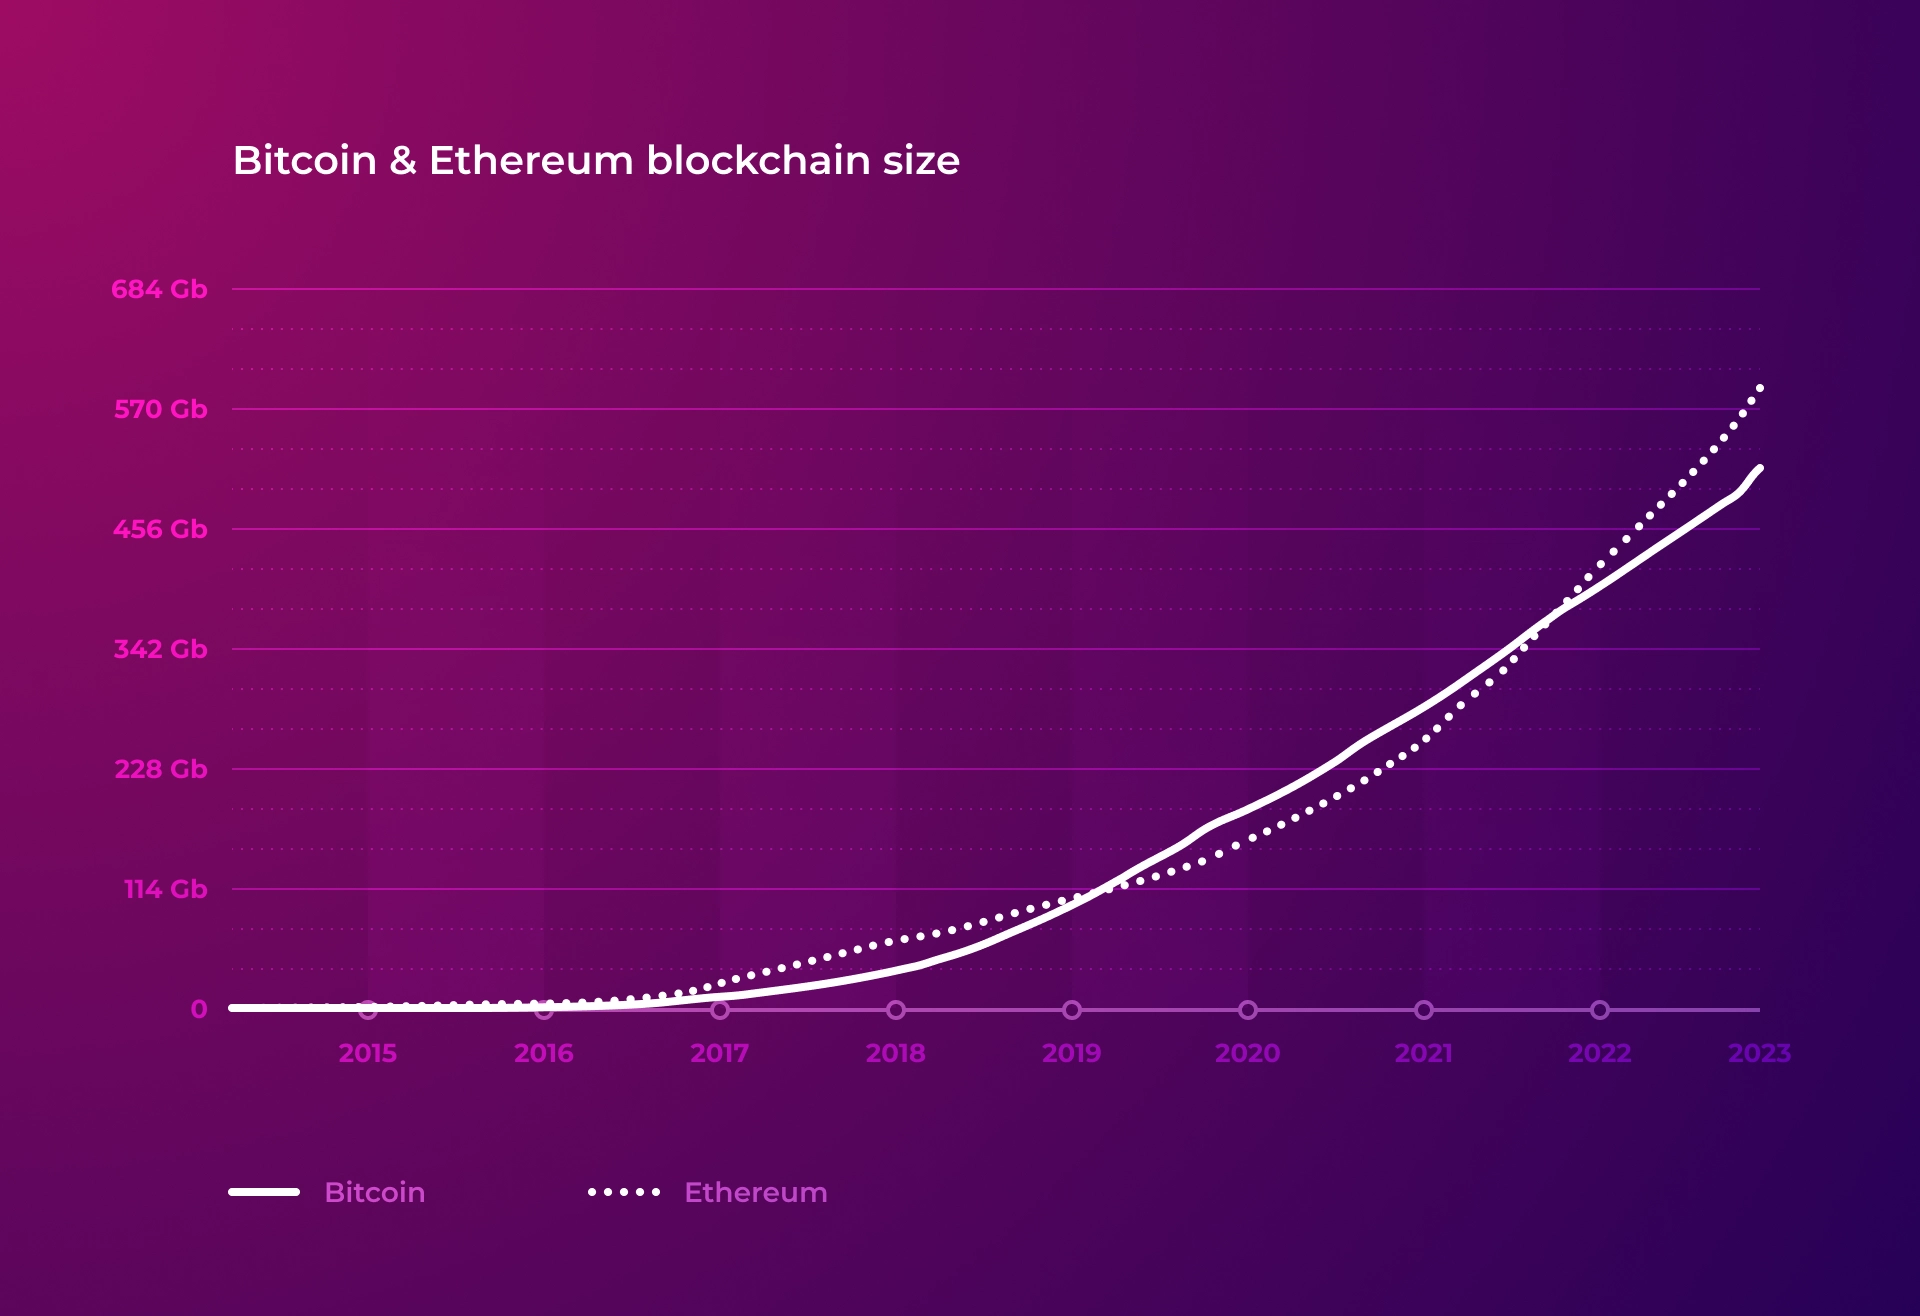 Bitcoin & Ethereum blockchain size
684 Gb
570 Gb
456 Gb
342 Gb
228 Gb
114 Gb
0
2015 2016 2017 2018 2019 2020 2021 2022 2023
Bitcoin Ethereum